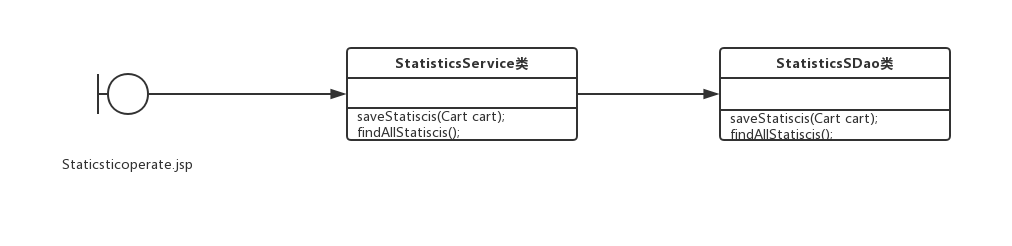 StatisticsService类
saveStatiscis(Cart cart);
findAllStatiscis();
StatisticsSDao类
saveStatiscis(Cart cart);
findAllStatiscis();
Staticsticoperate.jsp